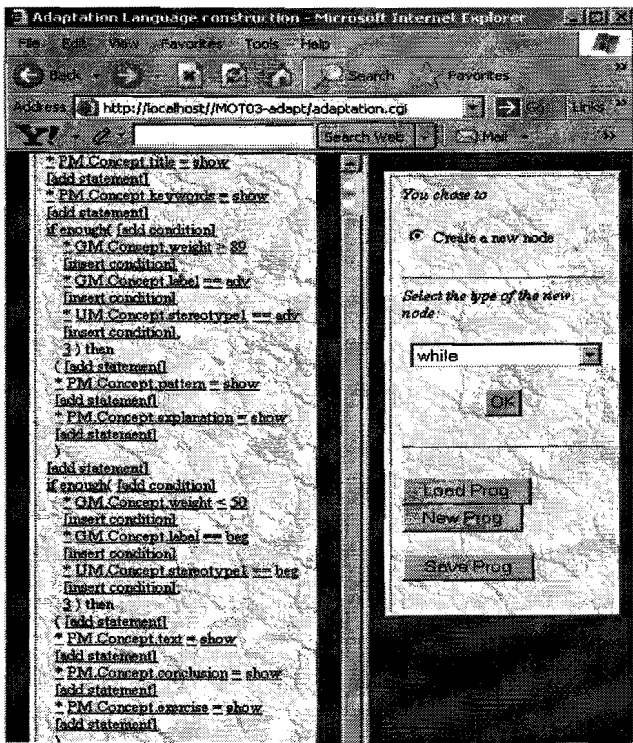 Adaptation Language construction - Microsoft Internet Explorer
File Edit View Favorites Tools Help
Back Search Favorites »
Address http://localhost//MOT03-adapt/adaptation.cgi Go Links »
Y! Search Web Mail »
* PM.Concept.title = show
[add statement]
* PM.Concept.keywords = show
[add statement]
if enough( [add condition]
* GM.Concept.weight > 89
[insert condition]
* GM.Concept.label == adv
[insert condition]
* UM.Concept.stereotype1 == adv
[insert condition],
3 ) then
( [add statement]
* PM.Concept.pattern = show
[add statement]
* PM.Concept.explanation = show
[add statement]
)
[add statement]
if enough( [add condition]
* GM.Concept.weight < 50
[insert condition]
* GM.Concept.label == beg
[insert condition]
* UM.Concept.stereotype1 == beg
[insert condition],
3 ) then
( [add statement]
* PM.Concept.text = show
[add statement]
* PM.Concept.conclusion = show
[add statement]
* PM.Concept.exercise = show
[add statement]
)
You chose to
Create a new node
Select the type of the new
node:
while
OK
Load Prog
New Prog
Save Prog